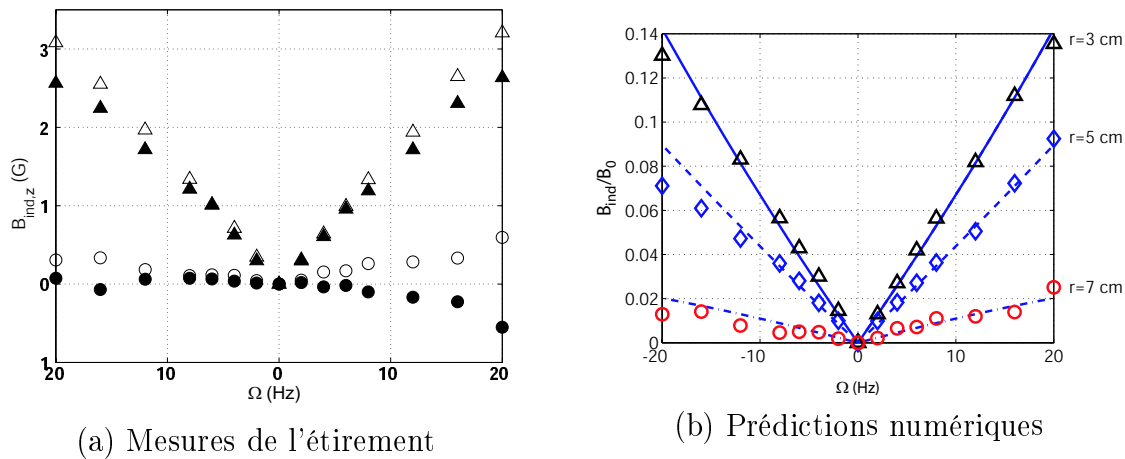 3
2
1
0
1
20
10
0
10
20
B_ind,z (G)
Ω (Hz)
(a) Mesures de l'étirement
0.14
0.12
0.1
0.08
0.06
0.04
0.02
0
-20
-10
0
10
20
B_ind/B_0
Ω (Hz)
r=3 cm
r=5 cm
r=7 cm
(b) Prédictions numériques